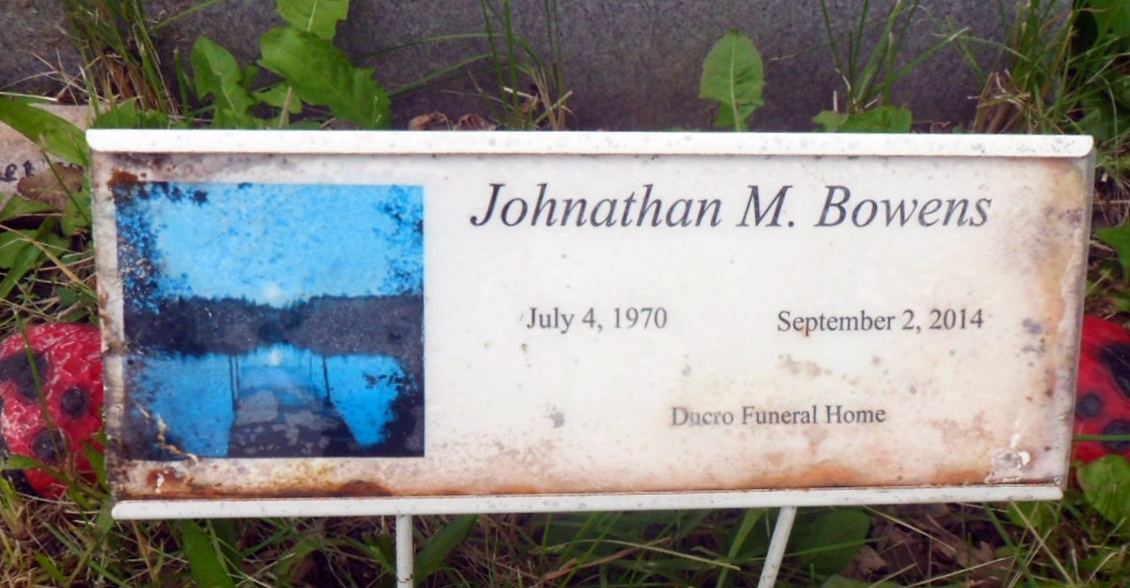 Johnathan M. Bowens
July 4, 1970 September 2, 2014
Ducro Funeral Home